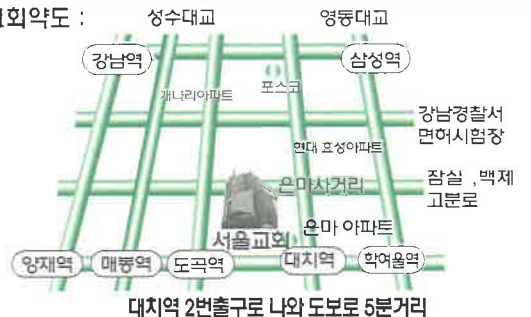 회약도 :
성수대교 영동대교
강남역 삼성역
포스코
개나리아파트
강남경찰서
면허시험장
현대 효성아파트
은마사거리
잠실 ,백제
고분로
은마 아파트
서울교회
양재역 매봉역 도곡역 대치역 학여울역
대치역 2번출구로 나와 도보로 5분거리